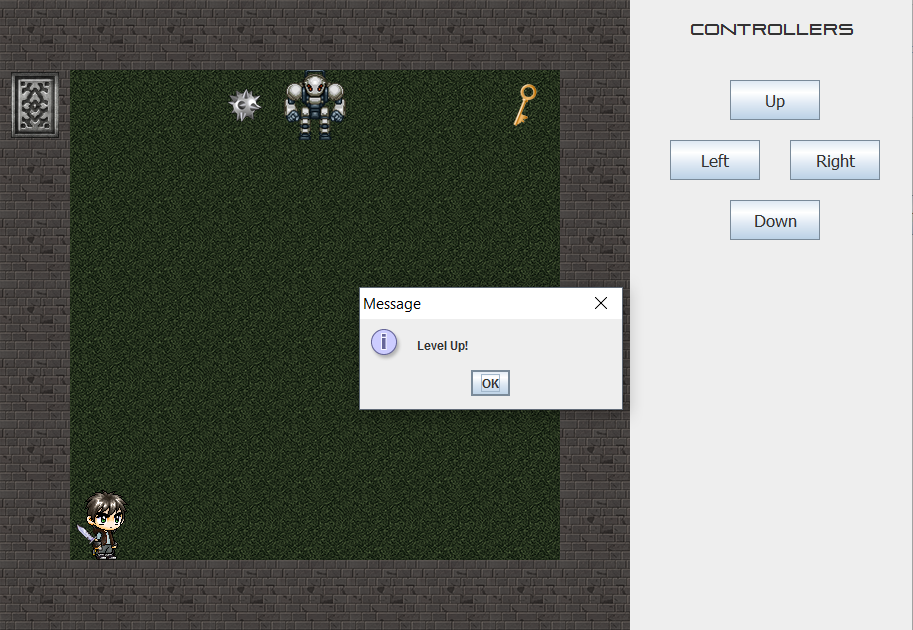 CONTROLLERS
Up
Left Right
Down
Message
Level Up!
OK